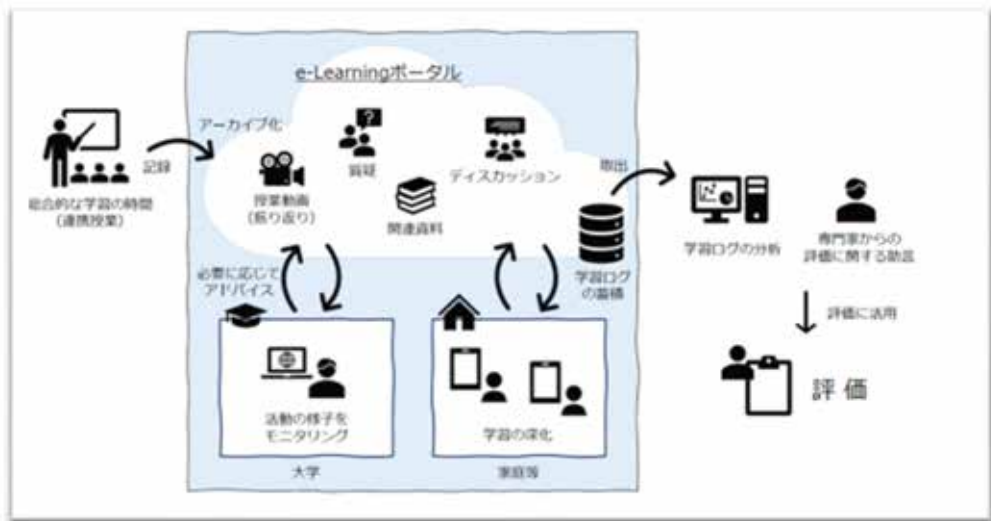 e-Learningポータル
アーカイブ化
記録
総合的な学習の時間
(連携授業)
質疑
ディスカッション
授業動画
(振り返り)
関連資料
取出
学習ログ
の蓄積
学習ログの分析
専門家からの
評価に関する助言
必要に応じて
アドバイス
評価に活用
評価
活動の様子を
モニタリング
学習の深化
大学
家庭等